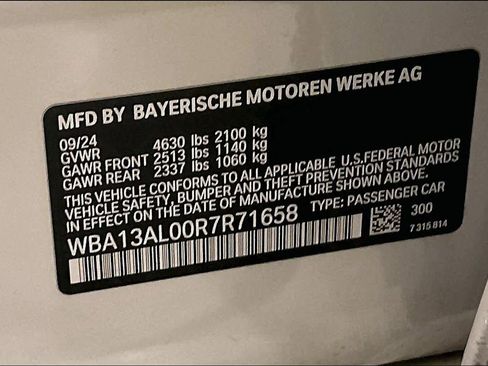 MFD BY BAYERISCHE MOTOREN WERKE AG
09/24
GVWR 4630 lbs 2100 kg
GAWR FRONT 2513 lbs 1140 kg
GAWR REAR 2337 lbs 1060 kg
THIS VEHICLE CONFORMS TO ALL APPLICABLE U.S.FEDERAL MOTOR
VEHICLE SAFETY, BUMPER AND THEFT PREVENTION STANDARDS
IN EFFECT ON THE DATE OF MANUFACTURE SHOWN ABOVE.
WBA13AL00R7R71658 TYPE: PASSENGER CAR
300
7 315 814